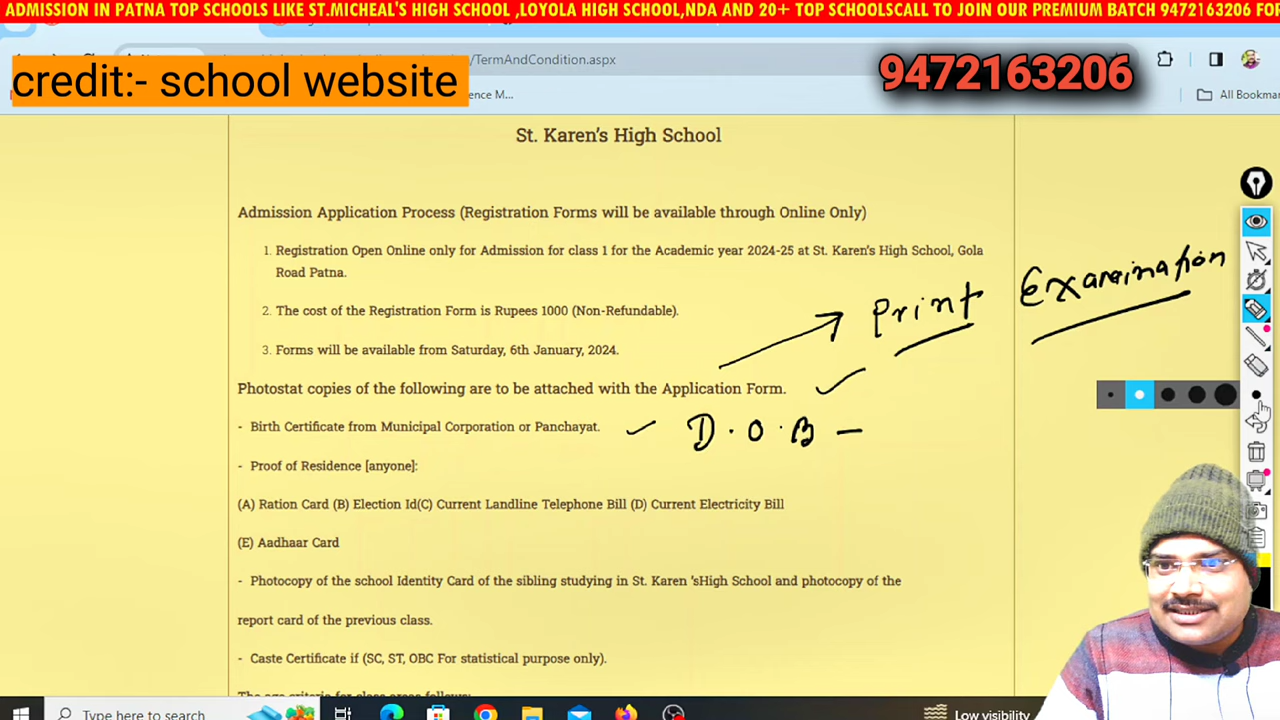 ADMISSION IN PATNA TOP SCHOOLS LIKE ST.MICHEAL'S HIGH SCHOOL ,LOYOLA HIGH SCHOOL,NDA AND 20+ TOP SCHOOLSCALL TO JOIN OUR PREMIUM BATCH 9472163206 FOR
/TermAndCondition.aspx
credit:- school website
9472163206
ence M...
All Bookmar
St. Karen's High School
Admission Application Process (Registration Forms will be available through Online Only)
1. Registration Open Online only for Admission for class 1 for the Academic year 2024-25 at St. Karen's High School, Gola
Road Patna.
Print Examination
2. The cost of the Registration Form is Rupees 1000 (Non-Refundable).
3. Forms will be available from Saturday, 6th January, 2024.
Photostat copies of the following are to be attached with the Application Form.
- Birth Certificate from Municipal Corporation or Panchayat.
D.O.B -
- Proof of Residence [anyone]:
(A) Ration Card (B) Election Id(C) Current Landline Telephone Bill (D) Current Electricity Bill
(E) Aadhaar Card
- Photocopy of the school Identity Card of the sibling studying in St. Karen 'sHigh School and photocopy of the
report card of the previous class.
- Caste Certificate if (SC, ST, OBC For statistical purpose only).
The age criteria for class areas follows:
Type here to search
Low visibility